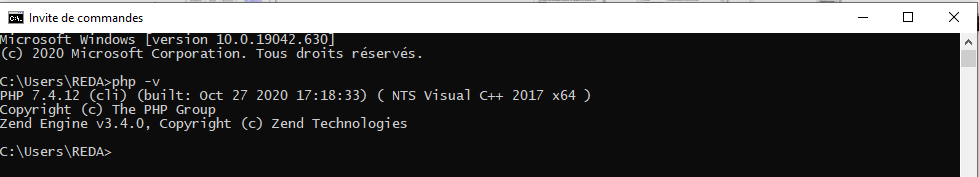 Invite de commandes
Microsoft Windows [version 10.0.19042.630]
(c) 2020 Microsoft Corporation. Tous droits réservés.
C:\Users\REDA>php -v
PHP 7.4.12 (cli) (built: Oct 27 2020 17:18:33) ( NTS Visual C++ 2017 x64 )
Copyright (c) The PHP Group
Zend Engine v3.4.0, Copyright (c) Zend Technologies
C:\Users\REDA>